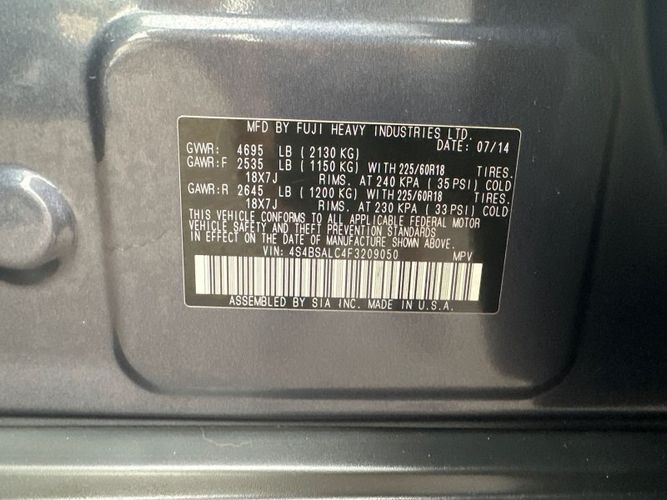 MFD BY FUJI HEAVY INDUSTRIES LTD.
DATE: 07/14
GVWR: 4695 LB (2130 KG)
GAWR:F 2535 LB (1150 KG) WITH 225/60R18 TIRES.
18X7J RIMS. AT 240 KPA (35 PSI) COLD
GAWR:R 2645 LB (1200 KG) WITH 225/60R18 TIRES.
18X7J RIMS. AT 230 KPA (33 PSI) COLD
THIS VEHICLE CONFORMS TO ALL APPLICABLE FEDERAL MOTOR
VEHICLE SAFETY AND THEFT PREVENTION STANDARDS
IN EFFECT ON THE DATE OF MANUFACTURE SHOWN ABOVE.
VIN: 4S4BSALC4F3209050 MPV
ASSEMBLED BY SIA INC. MADE IN U.S.A.